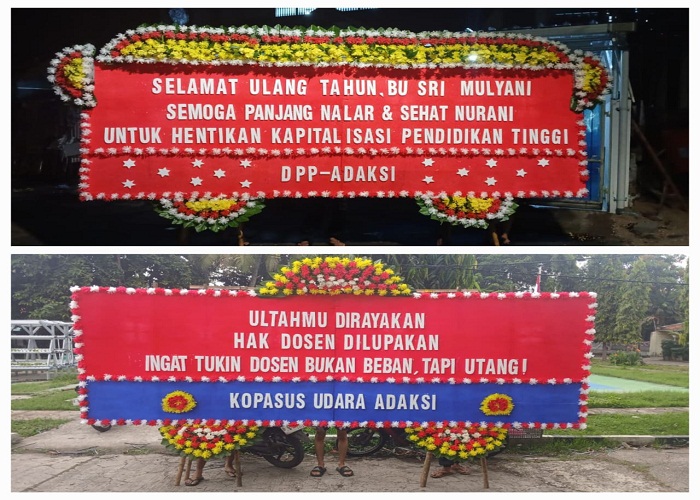 SELAMAT ULANG TAHUN, BU SRI MULYANI
SEMOGA PANJANG NALAR & SEHAT NURANI
UNTUK HENTIKAN KAPITALISASI PENDIDIKAN TINGGI
DPP-ADAKSI
ULTAHMU DIRAYAKAN
HAK DOSEN DILUPAKAN
INGAT TUKIN DOSEN BUKAN BEBAN, TAPI UTANG!
KOPASUS UDARA ADAKSI